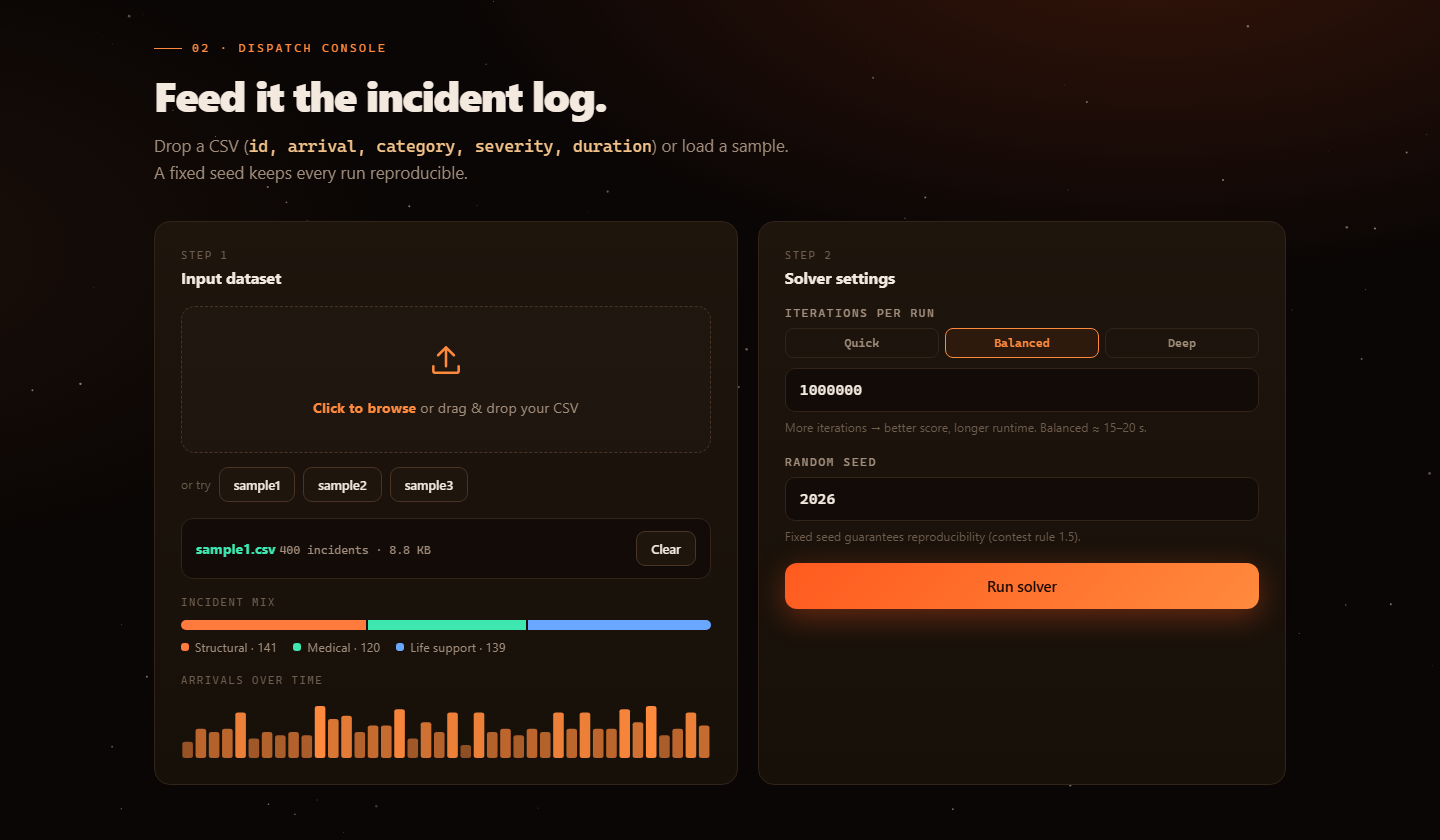 02 · DISPATCH CONSOLE
Feed it the incident log.
Drop a CSV (id, arrival, category, severity, duration) or load a sample.
A fixed seed keeps every run reproducible.
STEP 1
Input dataset
Click to browse or drag & drop your CSV
or try sample1 sample2 sample3
sample1.csv 400 incidents · 8.8 KB Clear
INCIDENT MIX
Structural · 141 Medical · 120 Life support · 139
ARRIVALS OVER TIME
STEP 2
Solver settings
ITERATIONS PER RUN
Quick Balanced Deep
1000000
More iterations → better score, longer runtime. Balanced ≈ 15–20 s.
RANDOM SEED
2026
Fixed seed guarantees reproducibility (contest rule 1.5).
Run solver